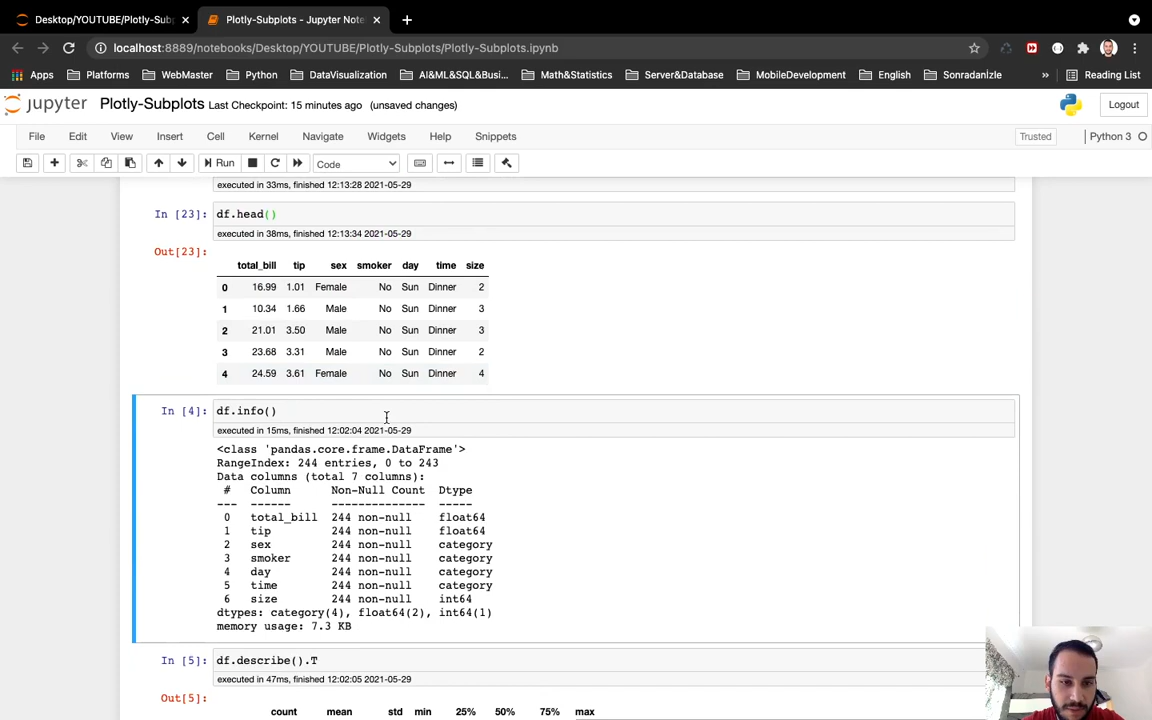 Desktop/YOUTUBE/Plotly-Subp
Plotly-Subplots - Jupyter Note
localhost:8889/notebooks/Desktop/YOUTUBE/Plotly-Subplots/Plotly-Subplots.ipynb
Apps Platforms WebMaster Python DataVisualization AI&ML&SQL&Busi... Math&Statistics Server&Database MobileDevelopment English Sonradanİzle » Reading List
jupyter Plotly-Subplots Last Checkpoint: 15 minutes ago (unsaved changes) Logout
File Edit View Insert Cell Kernel Navigate Widgets Help Snippets Trusted Python 3
Run Code
executed in 33ms, finished 12:13:28 2021-05-29
In [23]: df.head()
executed in 38ms, finished 12:13:34 2021-05-29
Out[23]:
total_bill tip sex smoker day time size
0 16.99 1.01 Female No Sun Dinner 2
1 10.34 1.66 Male No Sun Dinner 3
2 21.01 3.50 Male No Sun Dinner 3
3 23.68 3.31 Male No Sun Dinner 2
4 24.59 3.61 Female No Sun Dinner 4
In [4]: df.info()
executed in 15ms, finished 12:02:04 2021-05-29
<class 'pandas.core.frame.DataFrame'>
RangeIndex: 244 entries, 0 to 243
Data columns (total 7 columns):
# Column Non-Null Count Dtype
--- ------ -------------- -----
0 total_bill 244 non-null float64
1 tip 244 non-null float64
2 sex 244 non-null category
3 smoker 244 non-null category
4 day 244 non-null category
5 time 244 non-null category
6 size 244 non-null int64
dtypes: category(4), float64(2), int64(1)
memory usage: 7.3 KB
In [5]: df.describe().T
executed in 47ms, finished 12:02:05 2021-05-29
Out[5]:
count mean std min 25% 50% 75% max